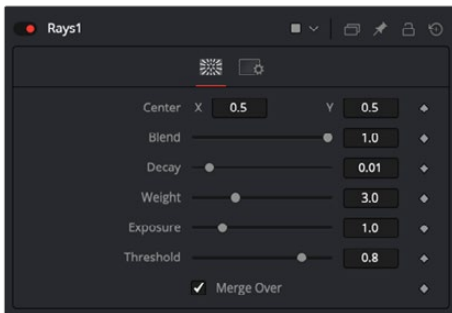 Rays1
Center X 0.5 Y 0.5
Blend 1.0
Decay 0.01
Weight 3.0
Exposure 1.0
Threshold 0.8
Merge Over